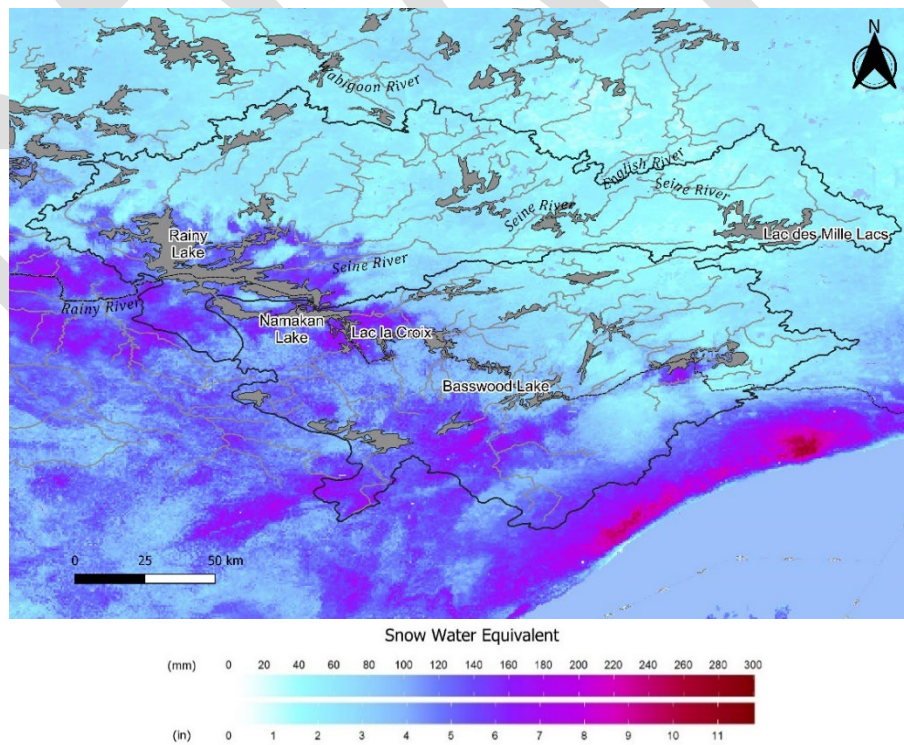 N
Wabigoon River
English River
Seine River
Seine River
Lac des Mille Lacs
Rainy
Lake
Seine River
Rainy River
Namakan
Lake
Lac la Croix
Basswood Lake
0 25 50 km
Snow Water Equivalent
(mm) 0 20 40 60 80 100 120 140 160 180 200 220 240 260 280 300
(in) 0 1 2 3 4 5 6 7 8 9 10 11